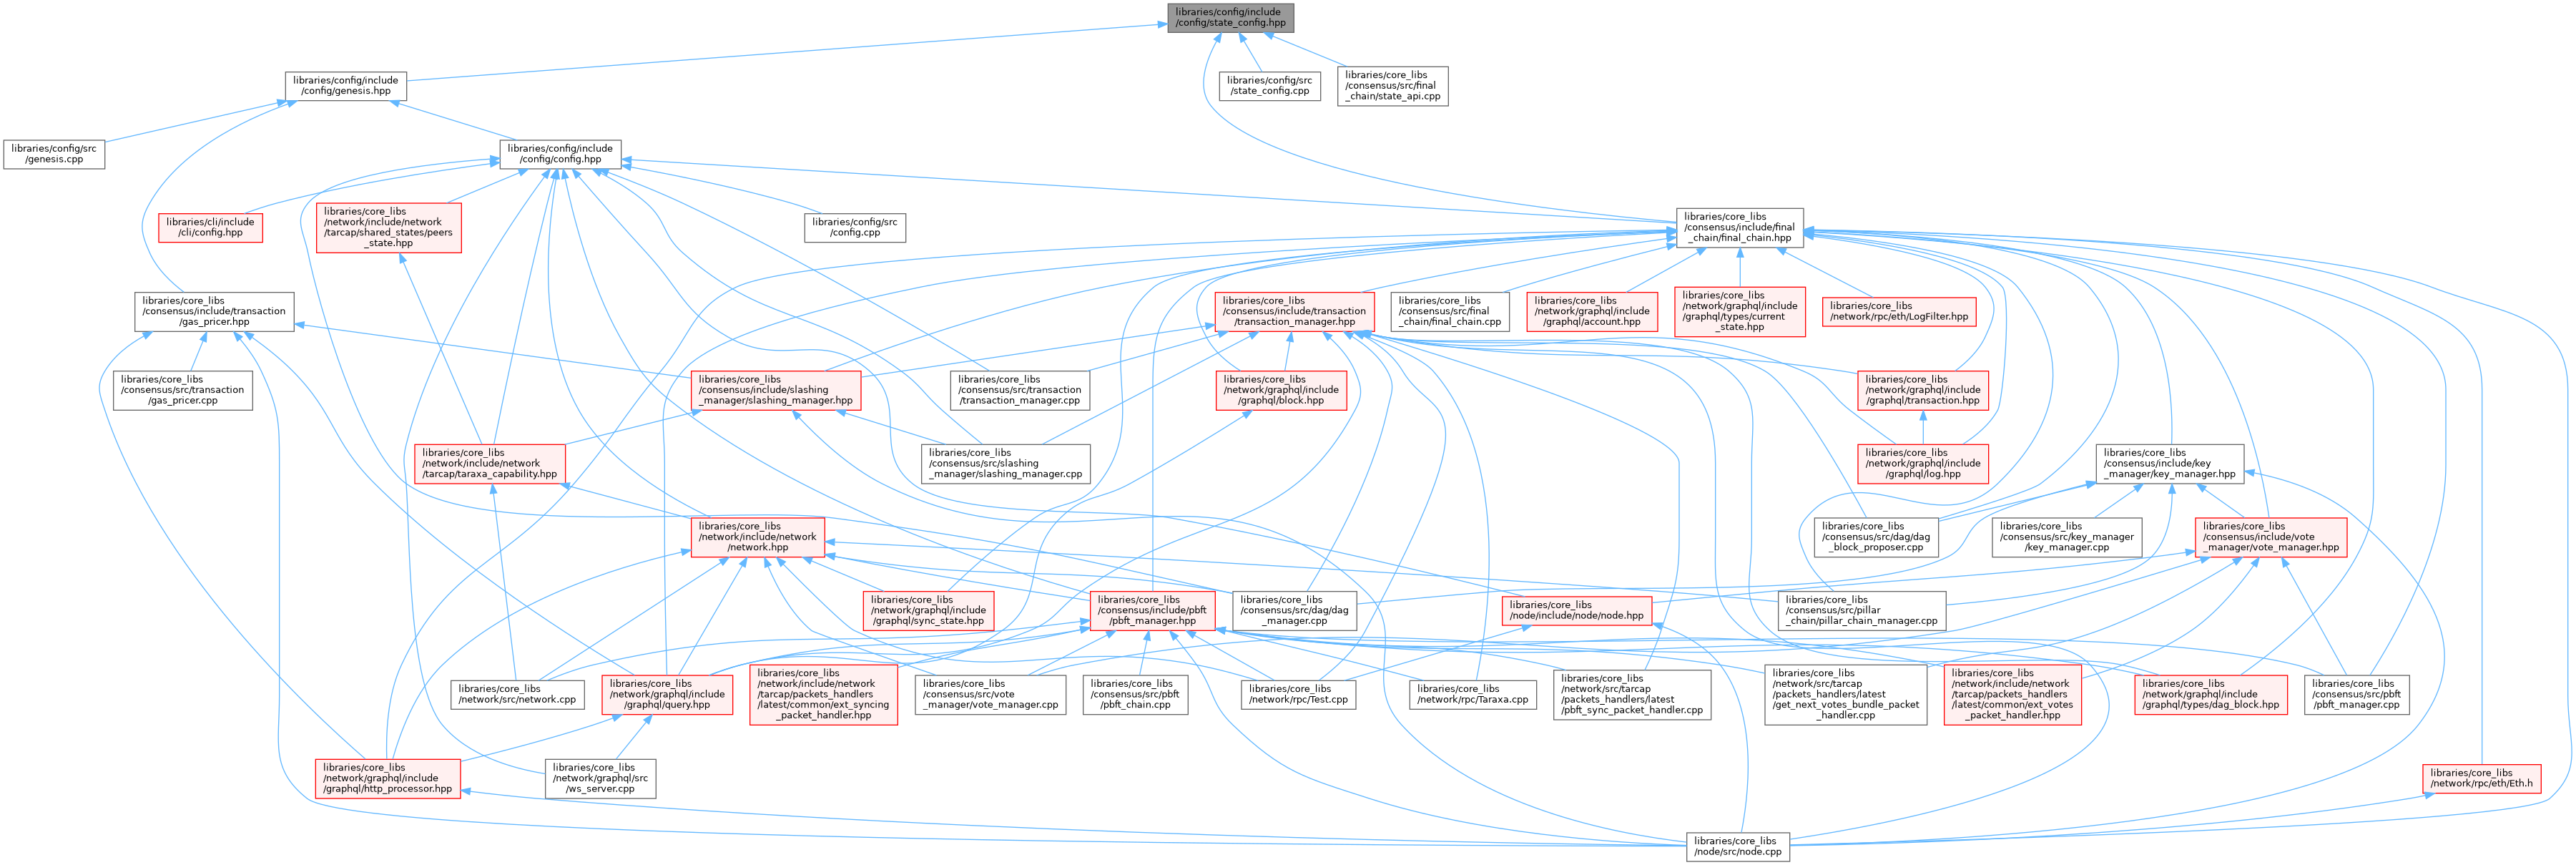 libraries/config/include
/config/state_config.hpp
libraries/config/include
/config/genesis.hpp
libraries/config/src
/state_config.cpp
libraries/core_libs
/consensus/src/final
_chain/state_api.cpp
libraries/config/src
/genesis.cpp
libraries/config/include
/config/config.hpp
libraries/cli/include
/cli/config.hpp
libraries/core_libs
/network/include/network
/tarcap/shared_states/peers
_state.hpp
libraries/config/src
/config.cpp
libraries/core_libs
/consensus/include/final
_chain/final_chain.hpp
libraries/core_libs
/consensus/include/transaction
/gas_pricer.hpp
libraries/core_libs
/consensus/include/transaction
/transaction_manager.hpp
libraries/core_libs
/consensus/src/final
_chain/final_chain.cpp
libraries/core_libs
/network/graphql/include
/graphql/account.hpp
libraries/core_libs
/network/graphql/include
/graphql/types/current
_state.hpp
libraries/core_libs
/network/rpc/eth/LogFilter.hpp
libraries/core_libs
/consensus/src/transaction
/gas_pricer.cpp
libraries/core_libs
/consensus/include/slashing
_manager/slashing_manager.hpp
libraries/core_libs
/consensus/src/transaction
/transaction_manager.cpp
libraries/core_libs
/network/graphql/include
/graphql/block.hpp
libraries/core_libs
/network/graphql/include
/graphql/transaction.hpp
libraries/core_libs
/network/include/network
/tarcap/taraxa_capability.hpp
libraries/core_libs
/consensus/src/slashing
_manager/slashing_manager.cpp
libraries/core_libs
/network/graphql/include
/graphql/log.hpp
libraries/core_libs
/consensus/include/key
_manager/key_manager.hpp
libraries/core_libs
/network/include/network
/network.hpp
libraries/core_libs
/consensus/src/dag/dag
_block_proposer.cpp
libraries/core_libs
/consensus/src/key_manager
/key_manager.cpp
libraries/core_libs
/consensus/include/vote
_manager/vote_manager.hpp
libraries/core_libs
/network/graphql/include
/graphql/sync_state.hpp
libraries/core_libs
/consensus/include/pbft
/pbft_manager.hpp
libraries/core_libs
/consensus/src/dag/dag
_manager.cpp
libraries/core_libs
/node/include/node/node.hpp
libraries/core_libs
/consensus/src/pillar
_chain/pillar_chain_manager.cpp
libraries/core_libs
/network/src/network.cpp
libraries/core_libs
/network/graphql/include
/graphql/query.hpp
libraries/core_libs
/network/include/network
/tarcap/packets_handlers
/latest/common/ext_syncing
_packet_handler.hpp
libraries/core_libs
/consensus/src/vote
_manager/vote_manager.cpp
libraries/core_libs
/consensus/src/pbft
/pbft_chain.cpp
libraries/core_libs
/network/rpc/Test.cpp
libraries/core_libs
/network/rpc/Taraxa.cpp
libraries/core_libs
/network/src/tarcap
/packets_handlers/latest
/pbft_sync_packet_handler.cpp
libraries/core_libs
/network/src/tarcap
/packets_handlers/latest
/get_next_votes_bundle_packet
_handler.cpp
libraries/core_libs
/network/include/network
/tarcap/packets_handlers
/latest/common/ext_votes
_packet_handler.hpp
libraries/core_libs
/network/graphql/include
/graphql/types/dag_block.hpp
libraries/core_libs
/consensus/src/pbft
/pbft_manager.cpp
libraries/core_libs
/network/graphql/include
/graphql/http_processor.hpp
libraries/core_libs
/network/graphql/src
/ws_server.cpp
libraries/core_libs
/network/rpc/eth/Eth.h
libraries/core_libs
/node/src/node.cpp